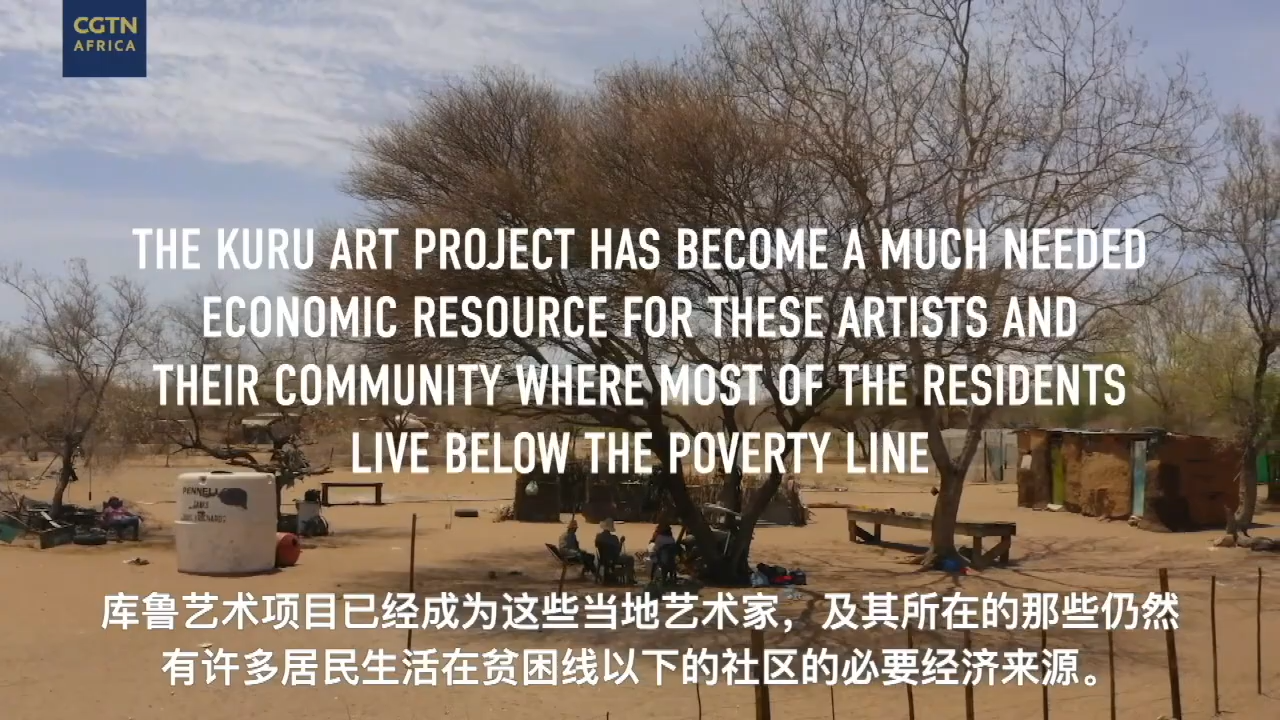 CGTN
AFRICA
THE KURU ART PROJECT HAS BECOME A MUCH NEEDED
ECONOMIC RESOURCE FOR THESE ARTISTS AND
THEIR COMMUNITY WHERE MOST OF THE RESIDENTS
LIVE BELOW THE POVERTY LINE
库鲁艺术项目已经成为这些当地艺术家，及其所在的那些仍然
有许多居民生活在贫困线以下的社区的必要经济来源。